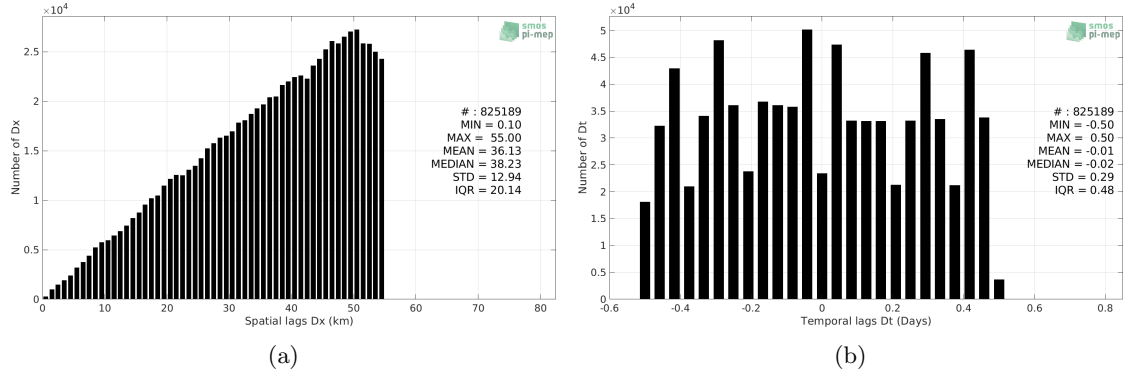 ×10⁴
2.5
2
1.5
1
0.5
0
0 10 20 30 40 50 60 70 80
Number of Dx
Spatial lags Dx (km)
smos
pi-mep
# : 825189
MIN = 0.10
MAX = 55.00
MEAN = 36.13
MEDIAN = 38.23
STD = 12.94
IQR = 20.14
(a)
×10⁴
5
4.5
4
3.5
3
2.5
2
1.5
1
0.5
0
-0.6 -0.4 -0.2 0 0.2 0.4 0.6 0.8
Number of Dt
Temporal lags Dt (Days)
smos
pi-mep
# : 825189
MIN = -0.50
MAX = 0.50
MEAN = -0.01
MEDIAN = -0.02
STD = 0.29
IQR = 0.48
(b)